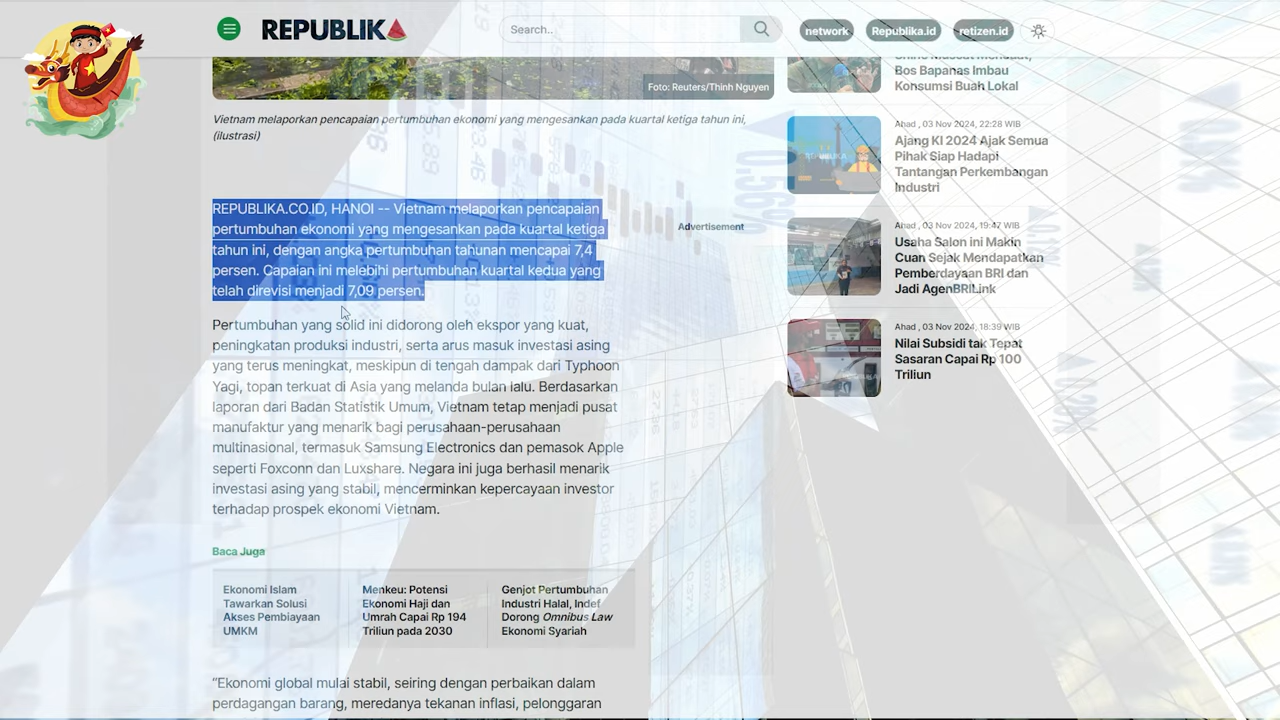 REPUBLIKA
Search..
network
Republika.id
retizen.id
Foto: Reuters/Thinh Nguyen
Vietnam melaporkan pencapaian pertumbuhan ekonomi yang mengesankan pada kuartal ketiga tahun ini,
(ilustrasi)
REPUBLIKA.CO.ID, HANOI -- Vietnam melaporkan pencapaian
pertumbuhan ekonomi yang mengesankan pada kuartal ketiga
tahun ini, dengan angka pertumbuhan tahunan mencapai 7,4
persen. Capaian ini melebihi pertumbuhan kuartal kedua yang
telah direvisi menjadi 7,09 persen.
Pertumbuhan yang solid ini didorong oleh ekspor yang kuat,
peningkatan produksi industri, serta arus masuk investasi asing
yang terus meningkat, meskipun di tengah dampak dari Typhoon
Yagi, topan terkuat di Asia yang melanda bulan lalu. Berdasarkan
laporan dari Badan Statistik Umum, Vietnam tetap menjadi pusat
manufaktur yang menarik bagi perusahaan-perusahaan
multinasional, termasuk Samsung Electronics dan pemasok Apple
seperti Foxconn dan Luxshare. Negara ini juga berhasil menarik
investasi asing yang stabil, mencerminkan kepercayaan investor
terhadap prospek ekonomi Vietnam.
Baca Juga
Ekonomi Islam
Tawarkan Solusi
Akses Pembiayaan
UMKM
Menkeu: Potensi
Ekonomi Haji dan
Umrah Capai Rp 194
Triliun pada 2030
Genjot Pertumbuhan
Industri Halal, Indef
Dorong Omnibus Law
Ekonomi Syariah
"Ekonomi global mulai stabil, seiring dengan perbaikan dalam
perdagangan barang, meredanya tekanan inflasi, pelonggaran
Advertisement
Bos Bapanas Imbau
Konsumsi Buah Lokal
Ahad , 03 Nov 2024, 22:28 WIB
Ajang KI 2024 Ajak Semua
Pihak Siap Hadapi
Tantangan Perkembangan
Industri
Ahad , 03 Nov 2024, 19:47 WIB
Usaha Salon ini Makin
Cuan Sejak Mendapatkan
Pemberdayaan BRI dan
Jadi AgenBRILink
Ahad , 03 Nov 2024, 18:39 WIB
Nilai Subsidi tak Tepat
Sasaran Capai Rp 100
Triliun
0.56%